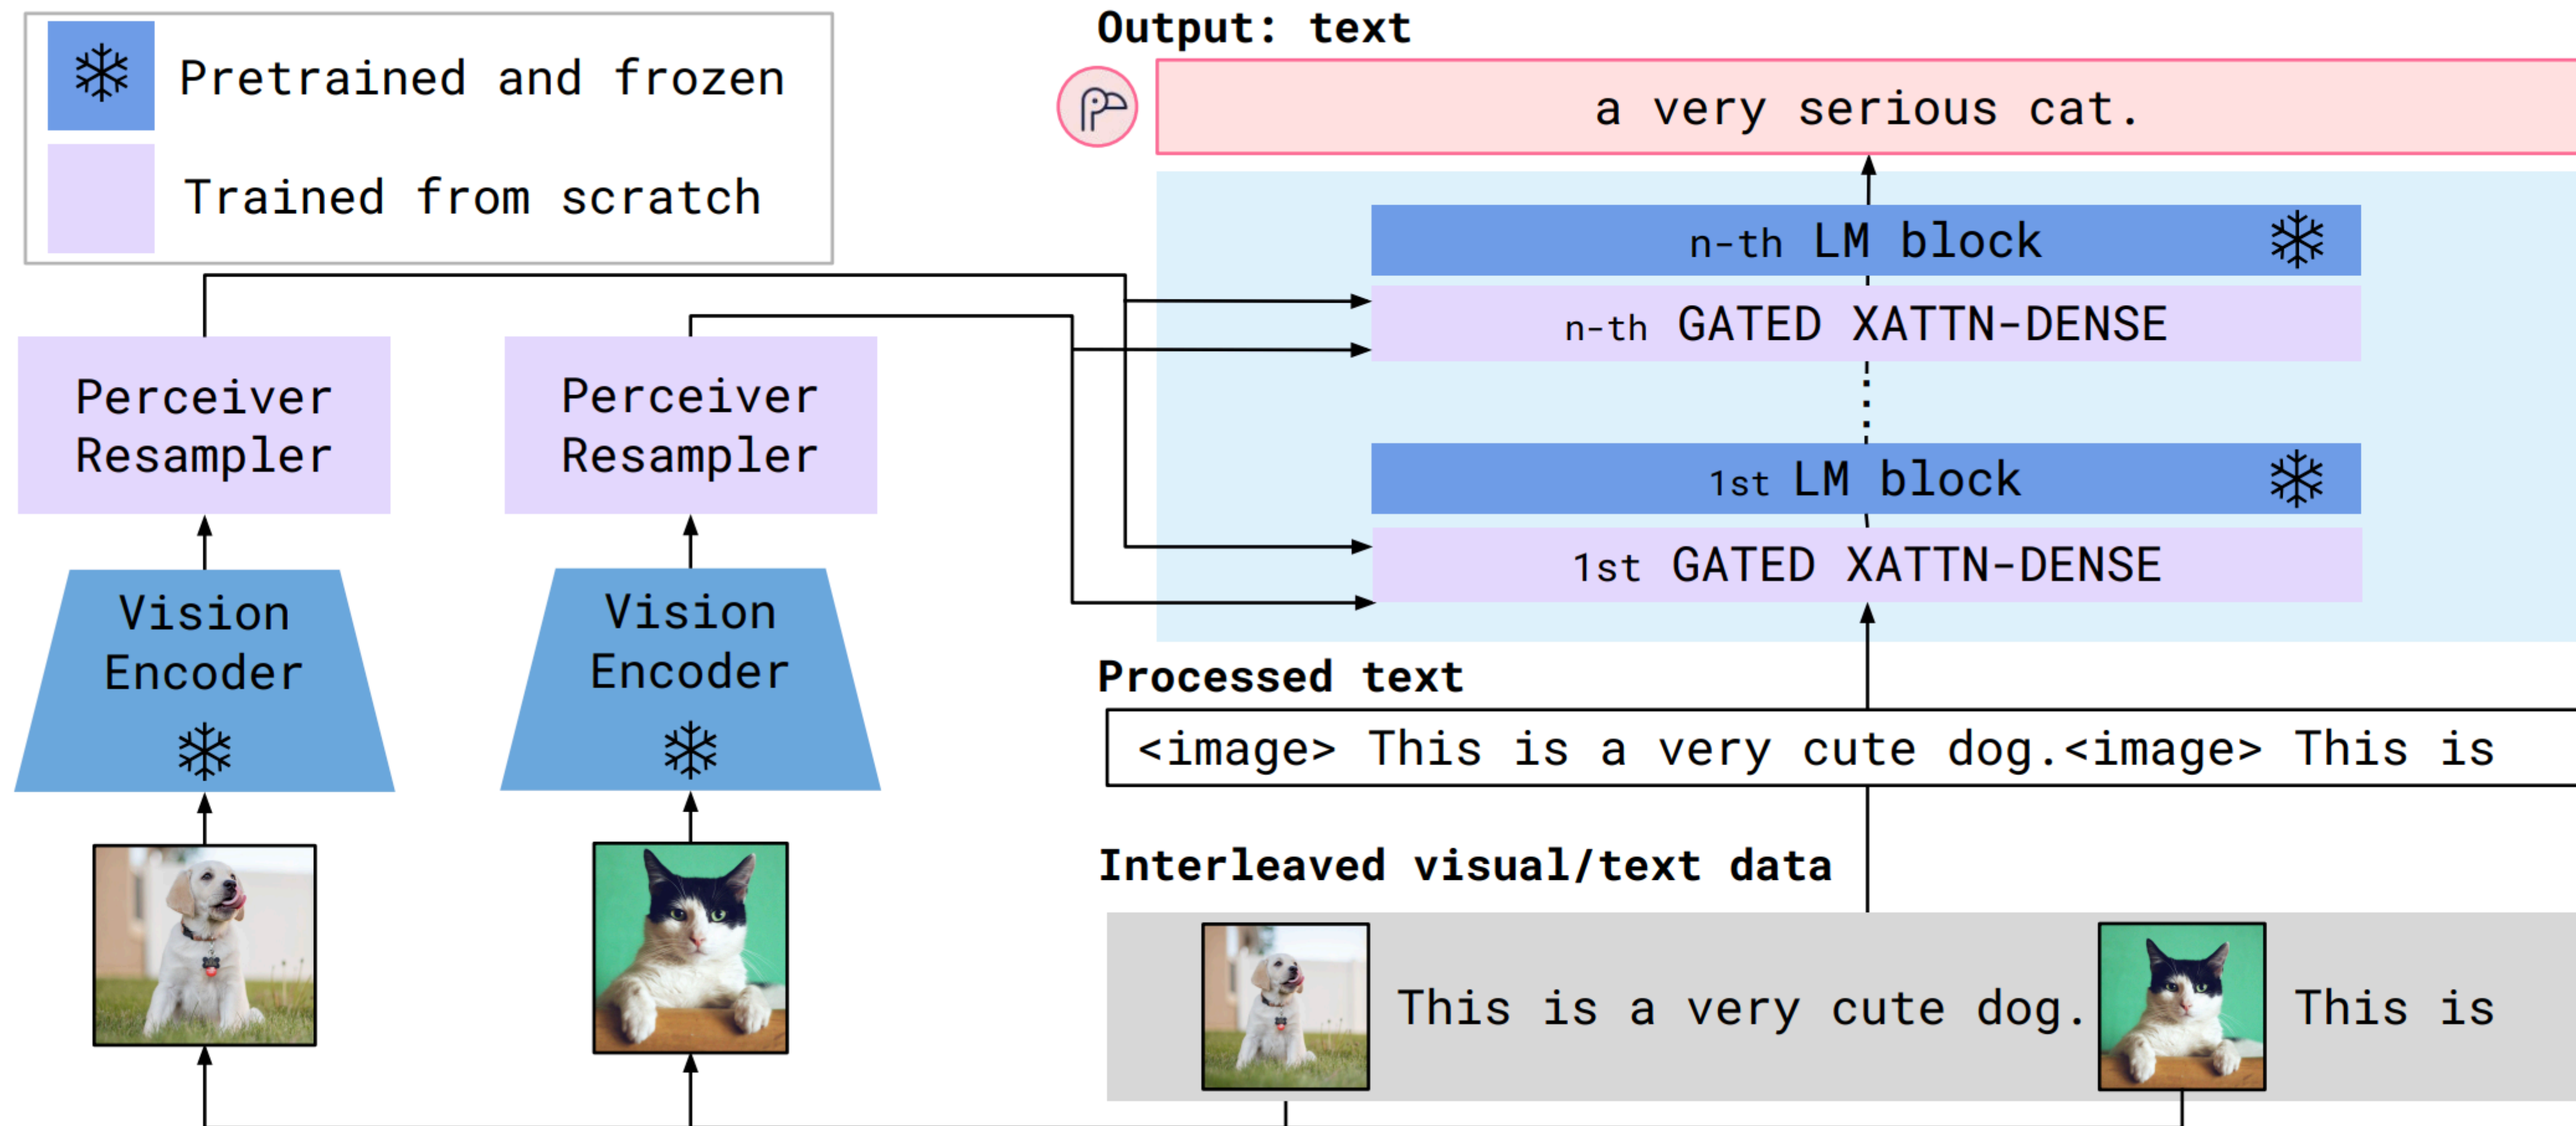 Pretrained and frozen
Trained from scratch
Perceiver
Resampler
Perceiver
Resampler
Vision
Encoder
Vision
Encoder
Output: text
a very serious cat.
n-th LM block
n-th GATED XATTN-DENSE
1st LM block
1st GATED XATTN-DENSE
Processed text
<image> This is a very cute dog.<image> This is
Interleaved visual/text data
This is a very cute dog. This is